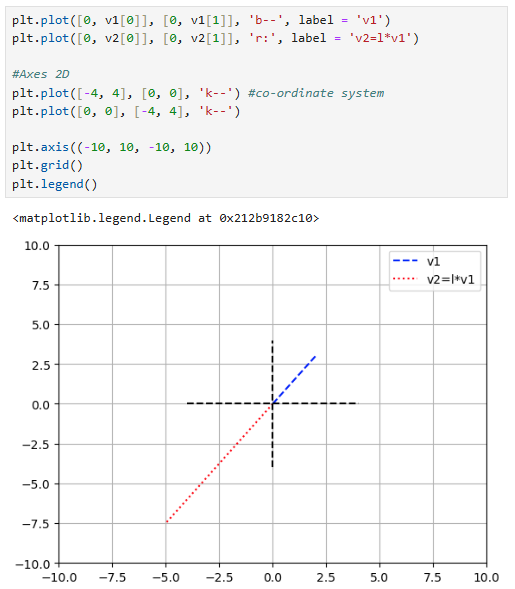 plt.plot([0, v1[0]], [0, v1[1]], 'b--', label = 'v1')
plt.plot([0, v2[0]], [0, v2[1]], 'r:', label = 'v2=l*v1')
#Axes 2D
plt.plot([-4, 4], [0, 0], 'k--') #co-ordinate system
plt.plot([0, 0], [-4, 4], 'k--')
plt.axis((-10, 10, -10, 10))
plt.grid()
plt.legend()
<matplotlib.legend.Legend at 0x212b9182c10>
10.0
v1
v2=l*v1
7.5
5.0
2.5
0.0
−2.5
−5.0
−7.5
−10.0
−10.0 −7.5 −5.0 −2.5 0.0 2.5 5.0 7.5 10.0